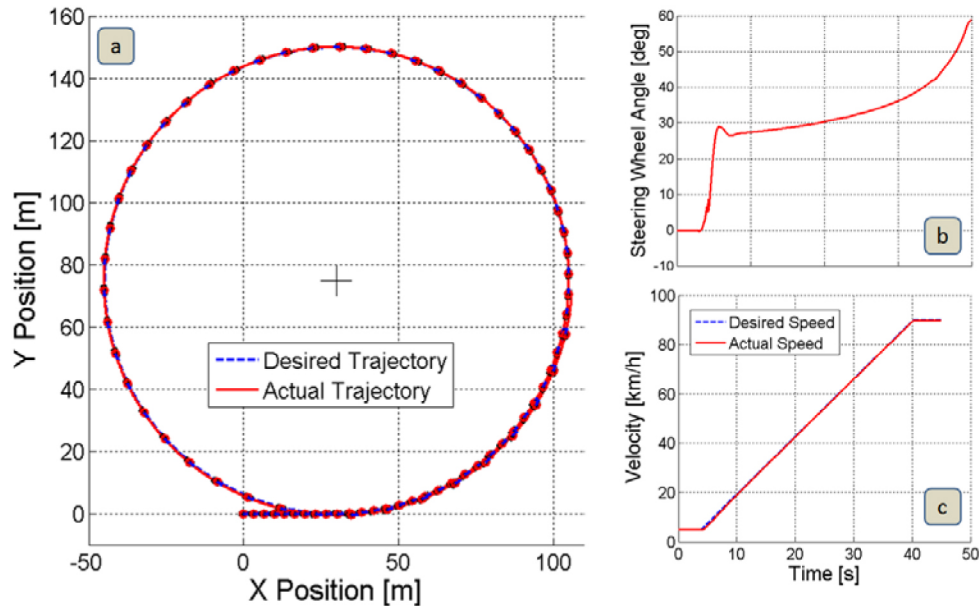 a
160
140
120
100
80
60
40
20
0
-50
0
50
100
Y Position [m]
X Position [m]
Desired Trajectory
Actual Trajectory
60
50
40
30
20
10
0
-10
Steering Wheel Angle [deg]
b
100
80
60
40
20
0
Velocity [km/h]
Desired Speed
Actual Speed
c
0
10
20
30
40
50
Time [s]